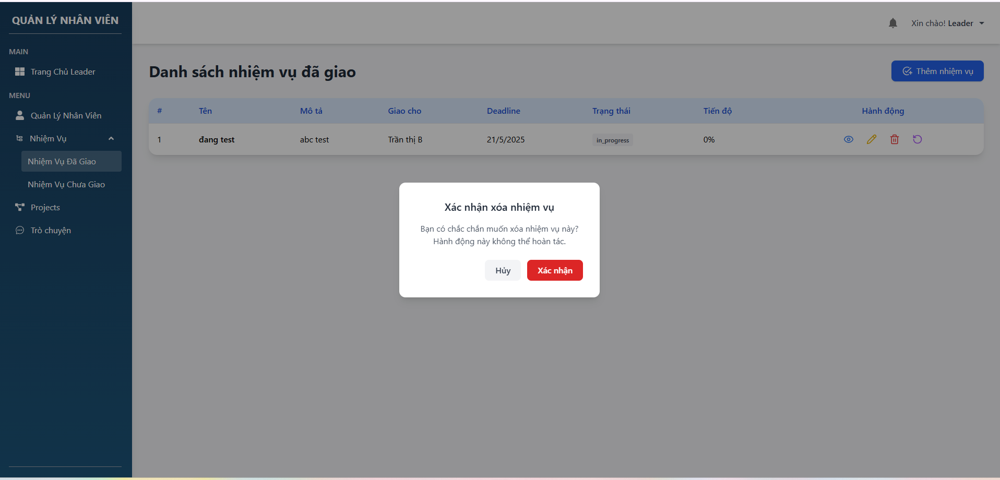 QUẢN LÝ NHÂN VIÊN
MAIN
Trang Chủ Leader
MENU
Quản Lý Nhân Viên
Nhiệm Vụ
Nhiệm Vụ Đã Giao
Nhiệm Vụ Chưa Giao
Projects
Trò chuyện
Xin chào! Leader
Danh sách nhiệm vụ đã giao
Thêm nhiệm vụ
# Tên Mô tả Giao cho Deadline Trạng thái Tiến độ Hành động
1 đang test abc test Trần thị B 21/5/2025 in_progress 0%
Xác nhận xóa nhiệm vụ
Bạn có chắc chắn muốn xóa nhiệm vụ này?
Hành động này không thể hoàn tác.
Hủy Xác nhận